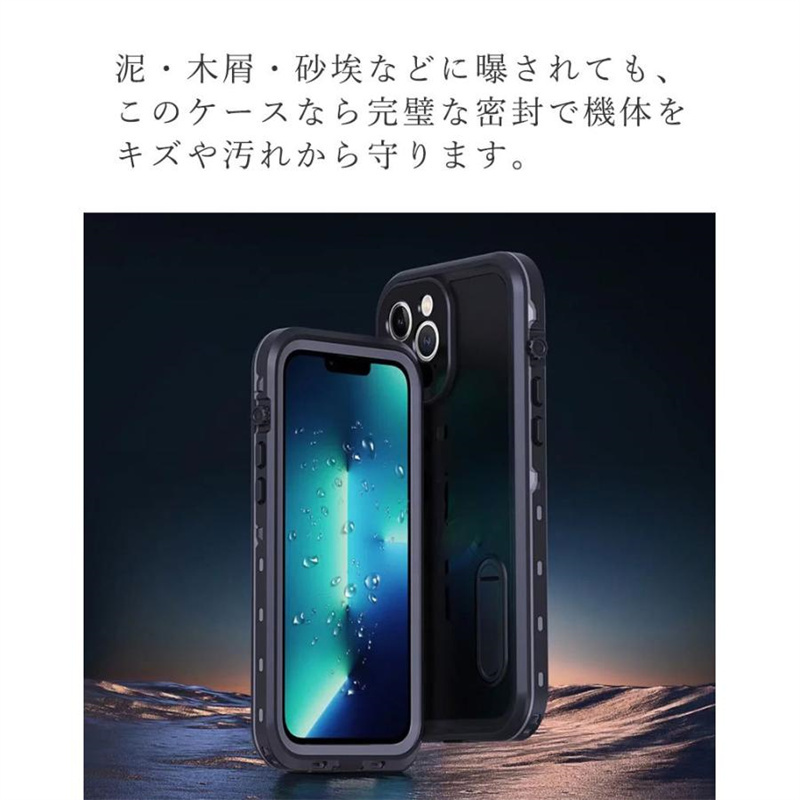 泥・木屑・砂埃などに曝されても、
このケースなら完璧な密封で機体を
キズや汚れから守ります。